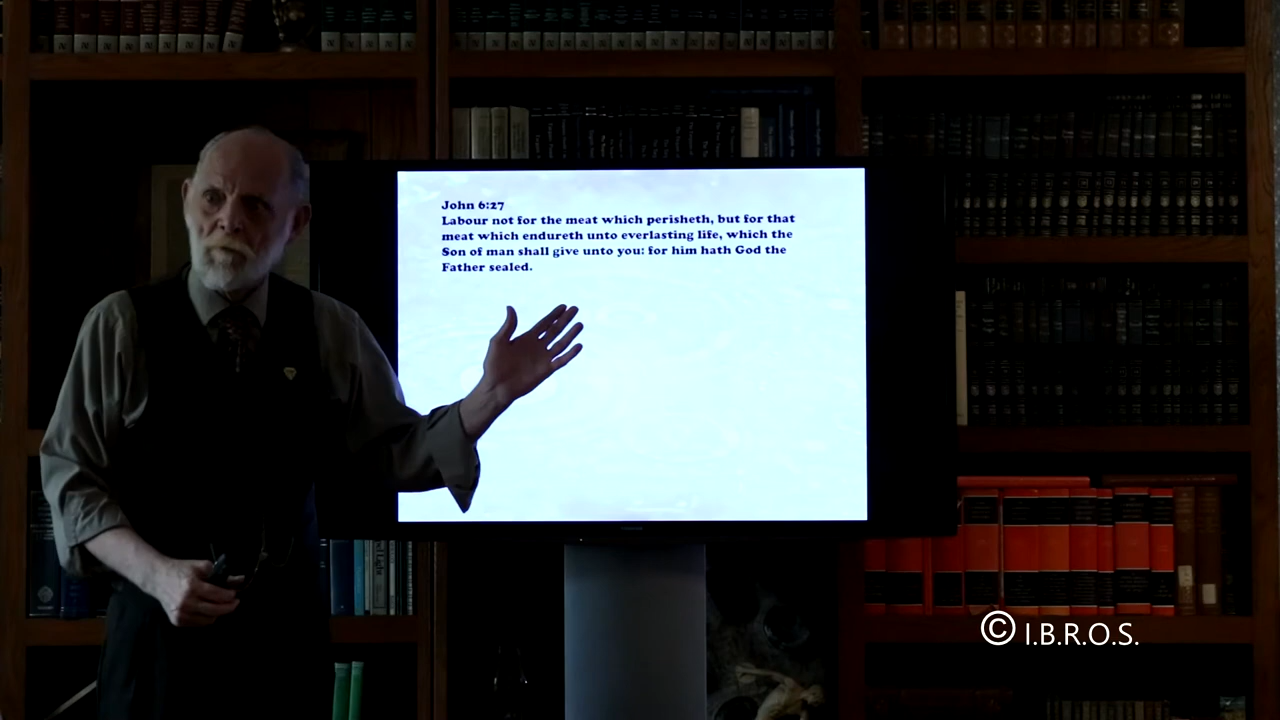 John 6:27
Labour not for the meat which perisheth, but for that
meat which endureth unto everlasting life, which the
Son of man shall give unto you: for him hath God the
Father sealed.
© I.B.R.O.S.